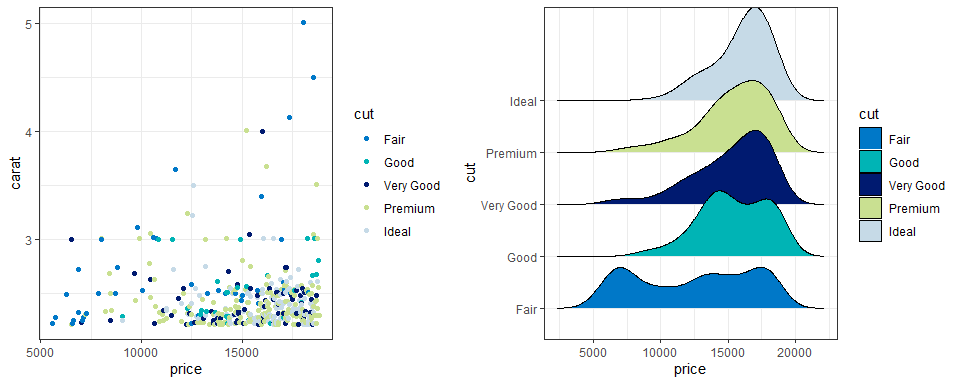 5
4
3
carat
5000 10000 15000
price
cut
Fair
Good
Very Good
Premium
Ideal
Ideal
Premium
Very Good
Good
Fair
cut
5000 10000 15000 20000
price
cut
Fair
Good
Very Good
Premium
Ideal